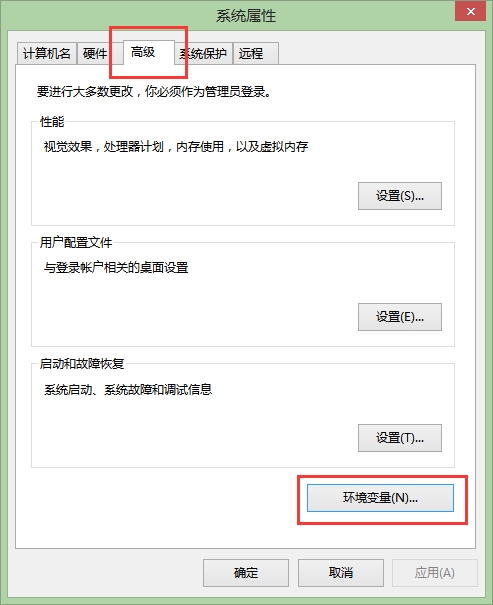 系统属性
计算机名 硬件 高级 系统保护 远程
要进行大多数更改，你必须作为管理员登录。
性能
视觉效果，处理器计划，内存使用，以及虚拟内存
设置(S)...
用户配置文件
与登录帐户相关的桌面设置
设置(E)...
启动和故障恢复
系统启动、系统故障和调试信息
设置(T)...
环境变量(N)...
确定 取消 应用(A)